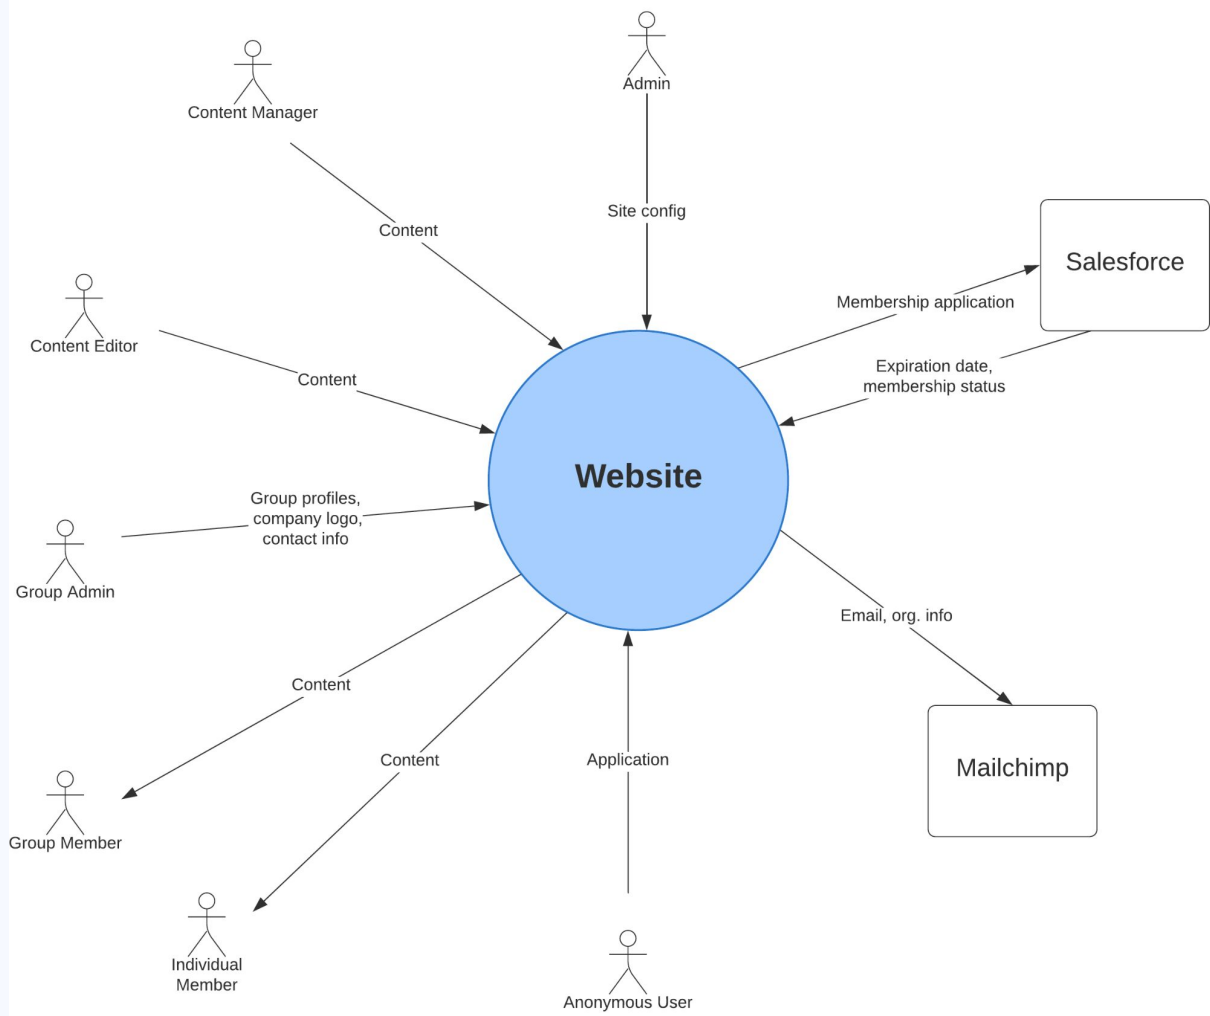 Admin
Content Manager
Site config
Content
Salesforce
Membership application
Content Editor
Expiration date,
membership status
Content
Website
Group profiles,
company logo,
contact info
Group Admin
Email, org. info
Content
Content
Application
Mailchimp
Group Member
Individual
Member
Anonymous User